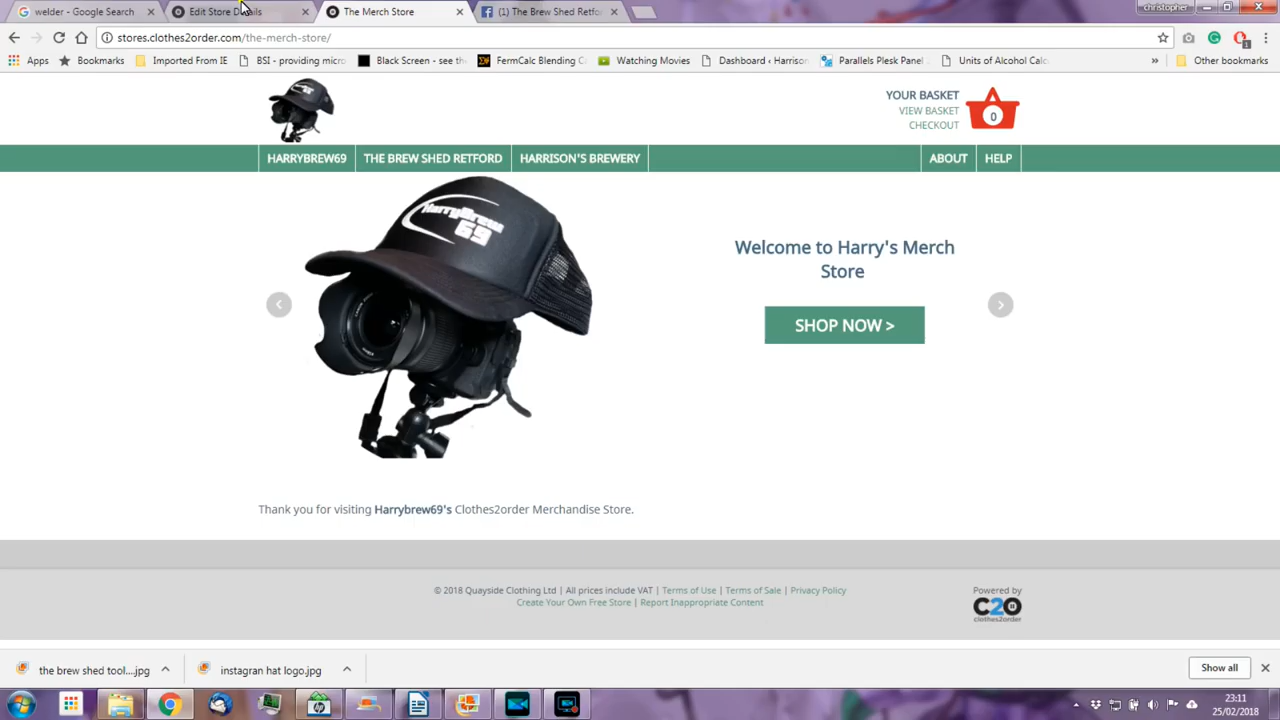 welder - Google Search
Edit Store Details
The Merch Store
(1) The Brew Shed Retfo
christopher
stores.clothes2order.com/the-merch-store/
1
Apps
Bookmarks
Imported From IE
BSI - providing micro
Black Screen - see the
FermCalc Blending Ca
Watching Movies
Dashboard ‹ Harrison
Parallels Plesk Panel
Units of Alcohol Calc
»
Other bookmarks
YOUR BASKET
VIEW BASKET
CHECKOUT
0
HARRYBREW69
THE BREW SHED RETFORD
HARRISON'S BREWERY
ABOUT
HELP
HarryBrew
69
Welcome to Harry's Merch
Store
SHOP NOW >
Thank you for visiting Harrybrew69's Clothes2order Merchandise Store.
© 2018 Quayside Clothing Ltd | All prices include VAT | Terms of Use | Terms of Sale | Privacy Policy
Create Your Own Free Store | Report Inappropriate Content
Powered by
C2O
clothes2order
the brew shed tool....jpg
instagran hat logo.jpg
Show all
23:11
25/02/2018